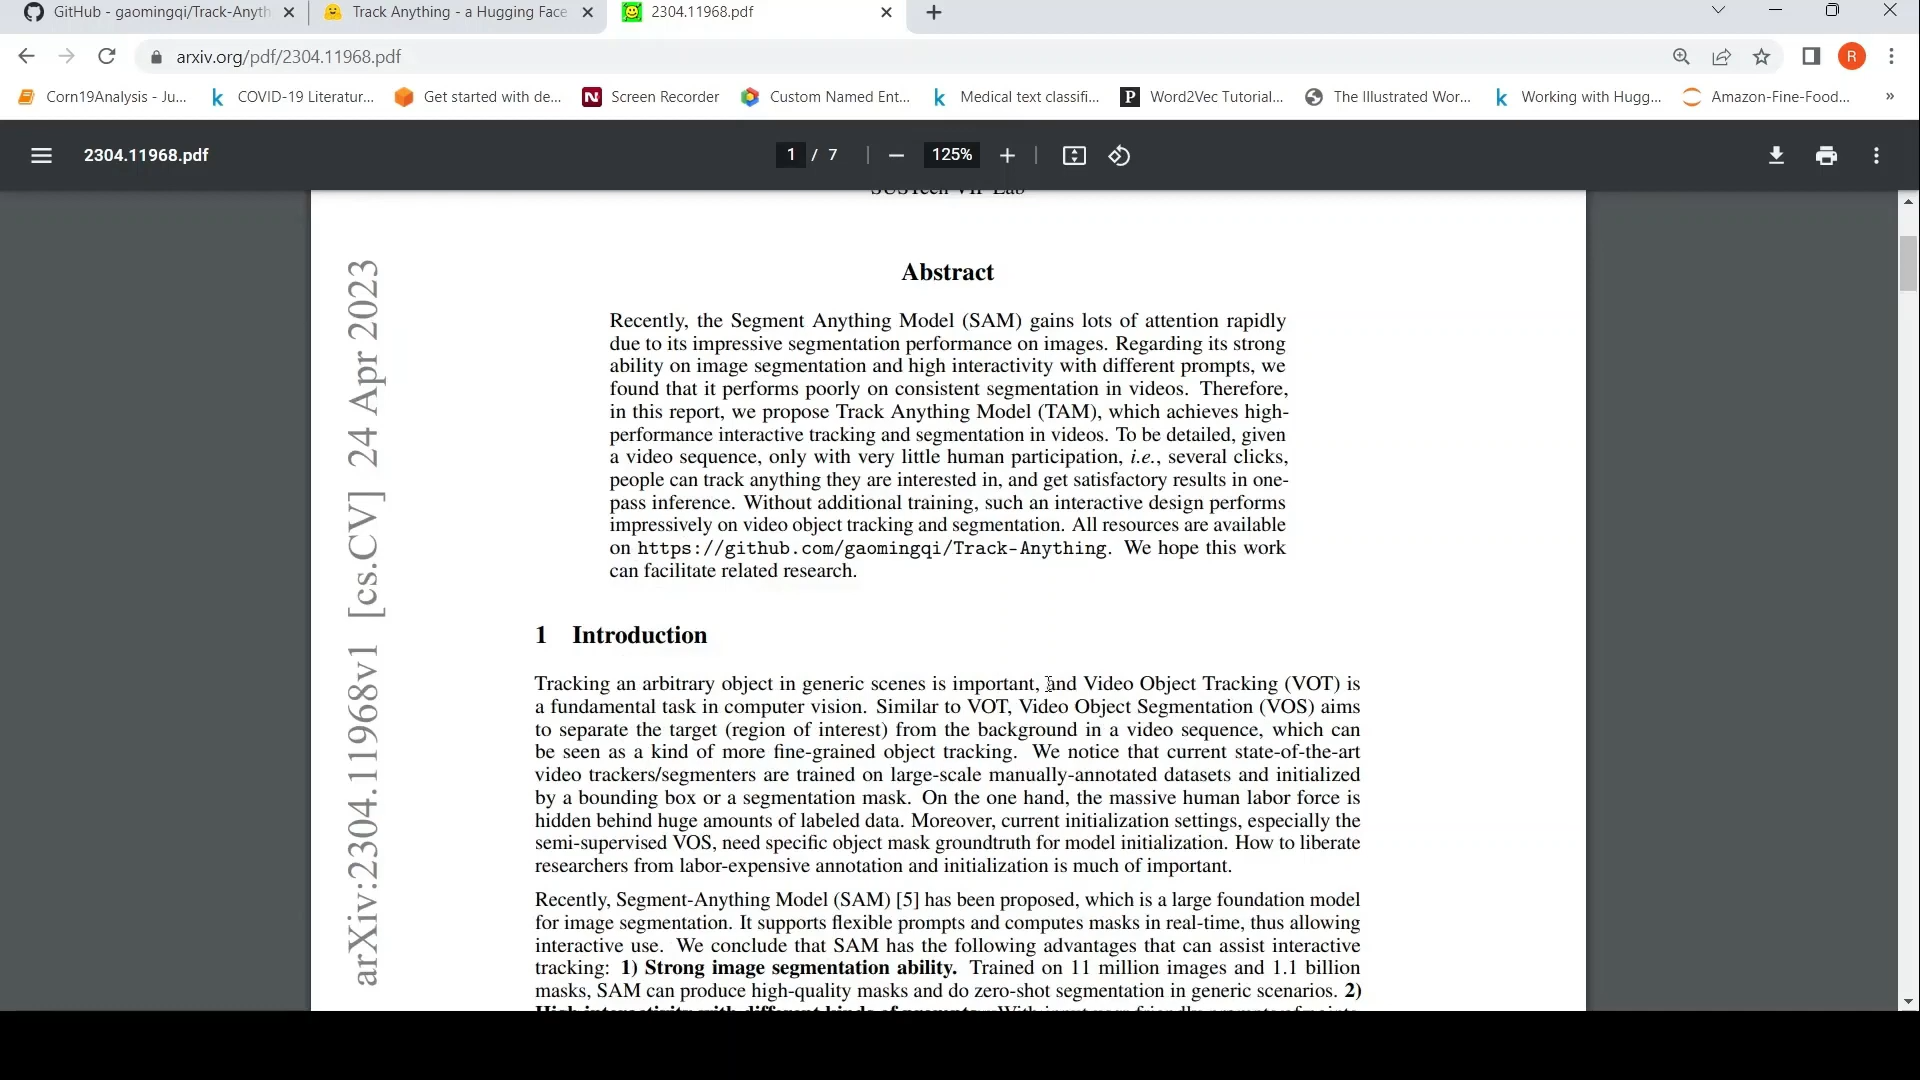 GitHub - gaomingqi/Track-Anyth
Track Anything - a Hugging Face
2304.11968.pdf
arxiv.org/pdf/2304.11968.pdf
R
Corn19Analysis - Ju...
COVID-19 Literatur...
Get started with de...
Screen Recorder
Custom Named Ent...
Medical text classifi...
Word2Vec Tutorial...
The Illustrated Wor...
Working with Hugg...
Amazon-Fine-Food...
»
2304.11968.pdf
1 / 7
125%
Abstract
Recently, the Segment Anything Model (SAM) gains lots of attention rapidly
due to its impressive segmentation performance on images. Regarding its strong
ability on image segmentation and high interactivity with different prompts, we
found that it performs poorly on consistent segmentation in videos. Therefore,
in this report, we propose Track Anything Model (TAM), which achieves high-
performance interactive tracking and segmentation in videos. To be detailed, given
a video sequence, only with very little human participation, i.e., several clicks,
people can track anything they are interested in, and get satisfactory results in one-
pass inference. Without additional training, such an interactive design performs
impressively on video object tracking and segmentation. All resources are available
on https://github.com/gaomingqi/Track-Anything. We hope this work
can facilitate related research.
arXiv:2304.11968v1 [cs.CV] 24 Apr 2023
1 Introduction
Tracking an arbitrary object in generic scenes is important, and Video Object Tracking (VOT) is
a fundamental task in computer vision. Similar to VOT, Video Object Segmentation (VOS) aims
to separate the target (region of interest) from the background in a video sequence, which can
be seen as a kind of more fine-grained object tracking. We notice that current state-of-the-art
video trackers/segmenters are trained on large-scale manually-annotated datasets and initialized
by a bounding box or a segmentation mask. On the one hand, the massive human labor force is
hidden behind huge amounts of labeled data. Moreover, current initialization settings, especially the
semi-supervised VOS, need specific object mask groundtruth for model initialization. How to liberate
researchers from labor-expensive annotation and initialization is much of important.
Recently, Segment-Anything Model (SAM) [5] has been proposed, which is a large foundation model
for image segmentation. It supports flexible prompts and computes masks in real-time, thus allowing
interactive use. We conclude that SAM has the following advantages that can assist interactive
tracking: 1) Strong image segmentation ability. Trained on 11 million images and 1.1 billion
masks, SAM can produce high-quality masks and do zero-shot segmentation in generic scenarios. 2)